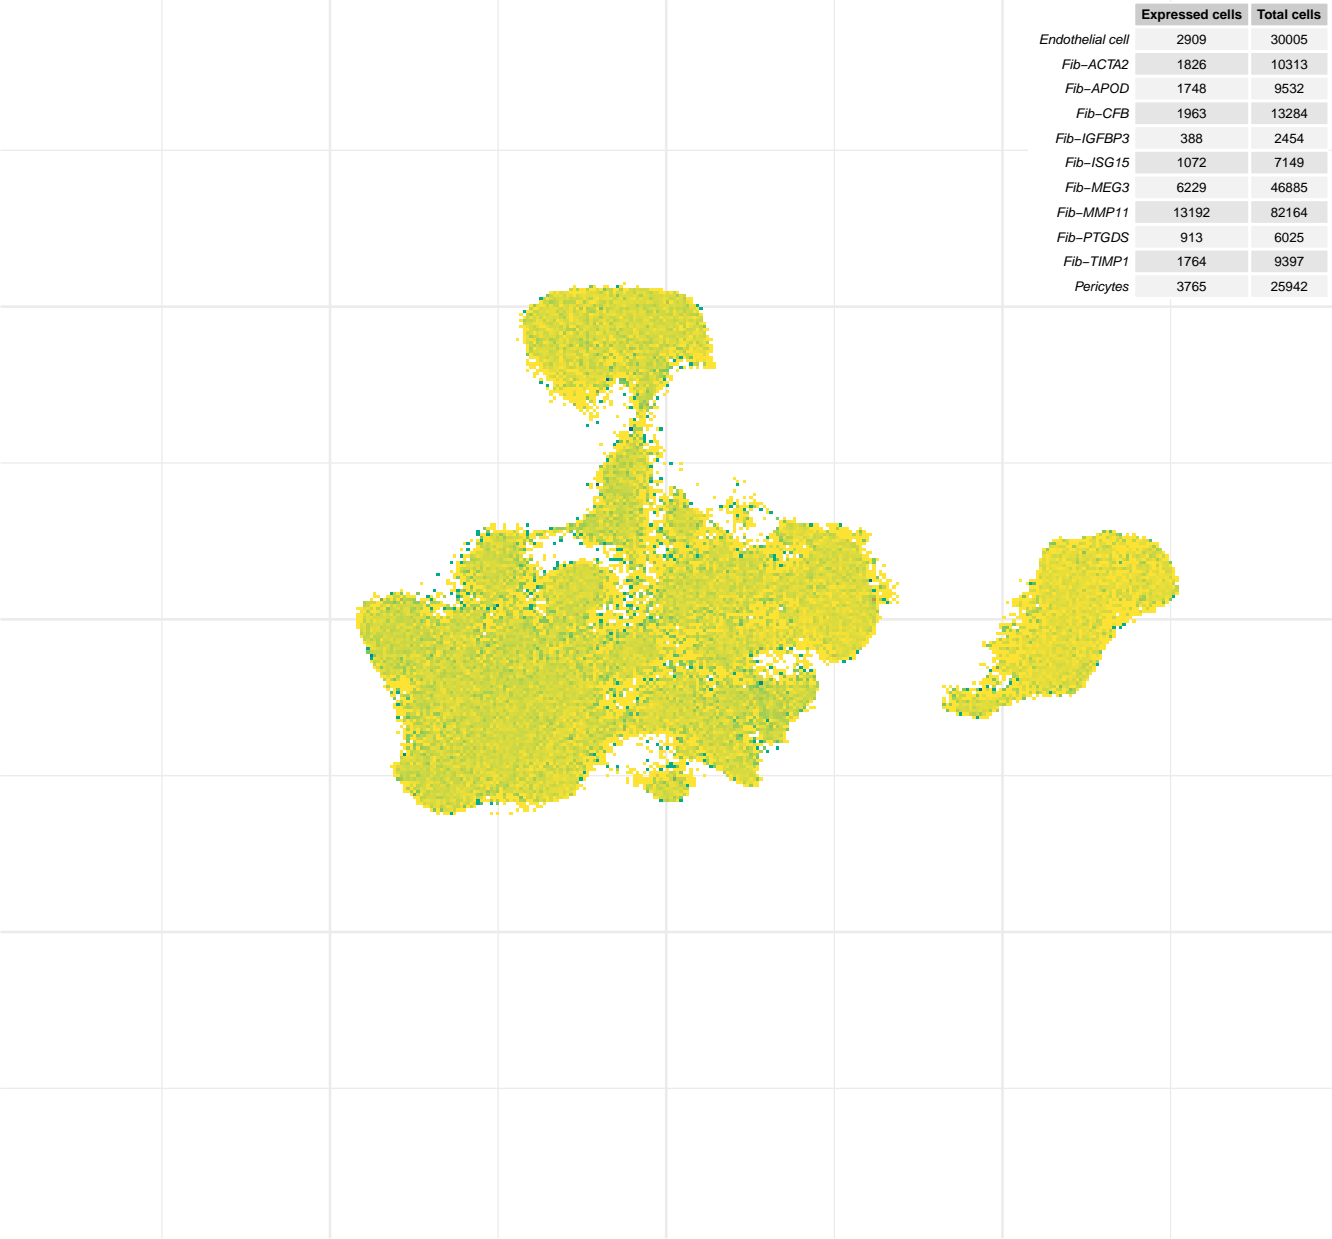 Expressed cells Total cells
Endothelial cell 2909 30005
Fib−ACTA2 1826 10313
Fib−APOD 1748 9532
Fib−CFB 1963 13284
Fib−IGFBP3 388 2454
Fib−ISG15 1072 7149
Fib−MEG3 6229 46885
Fib−MMP11 13192 82164
Fib−PTGDS 913 6025
Fib−TIMP1 1764 9397
Pericytes 3765 25942